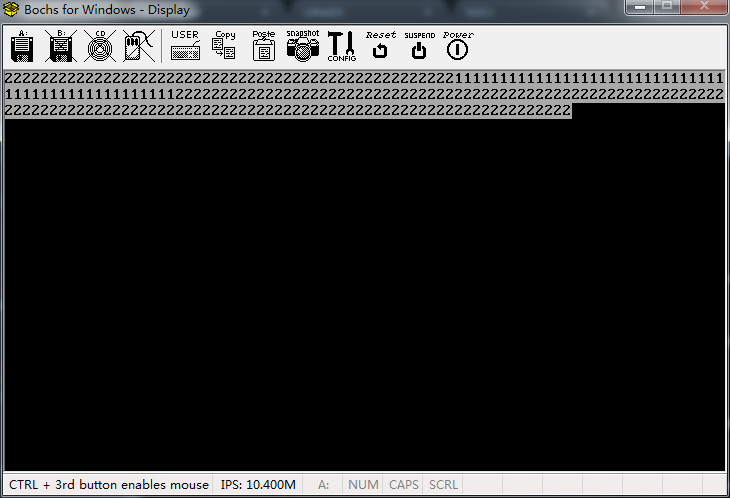 Bochs for Windows - Display
A: B: CD USER Copy Paste snapshot CONFIG Reset SUSPEND Power
22222222222222222222222222222222222222222222222222111111111111111111111111111111
11111111111111111112222222222222222222222222222222222222222222222222222222222222
222222222222222222222222222222222222222222222222222222222222222
CTRL + 3rd button enables mouse IPS: 10.400M A: NUM CAPS SCRL